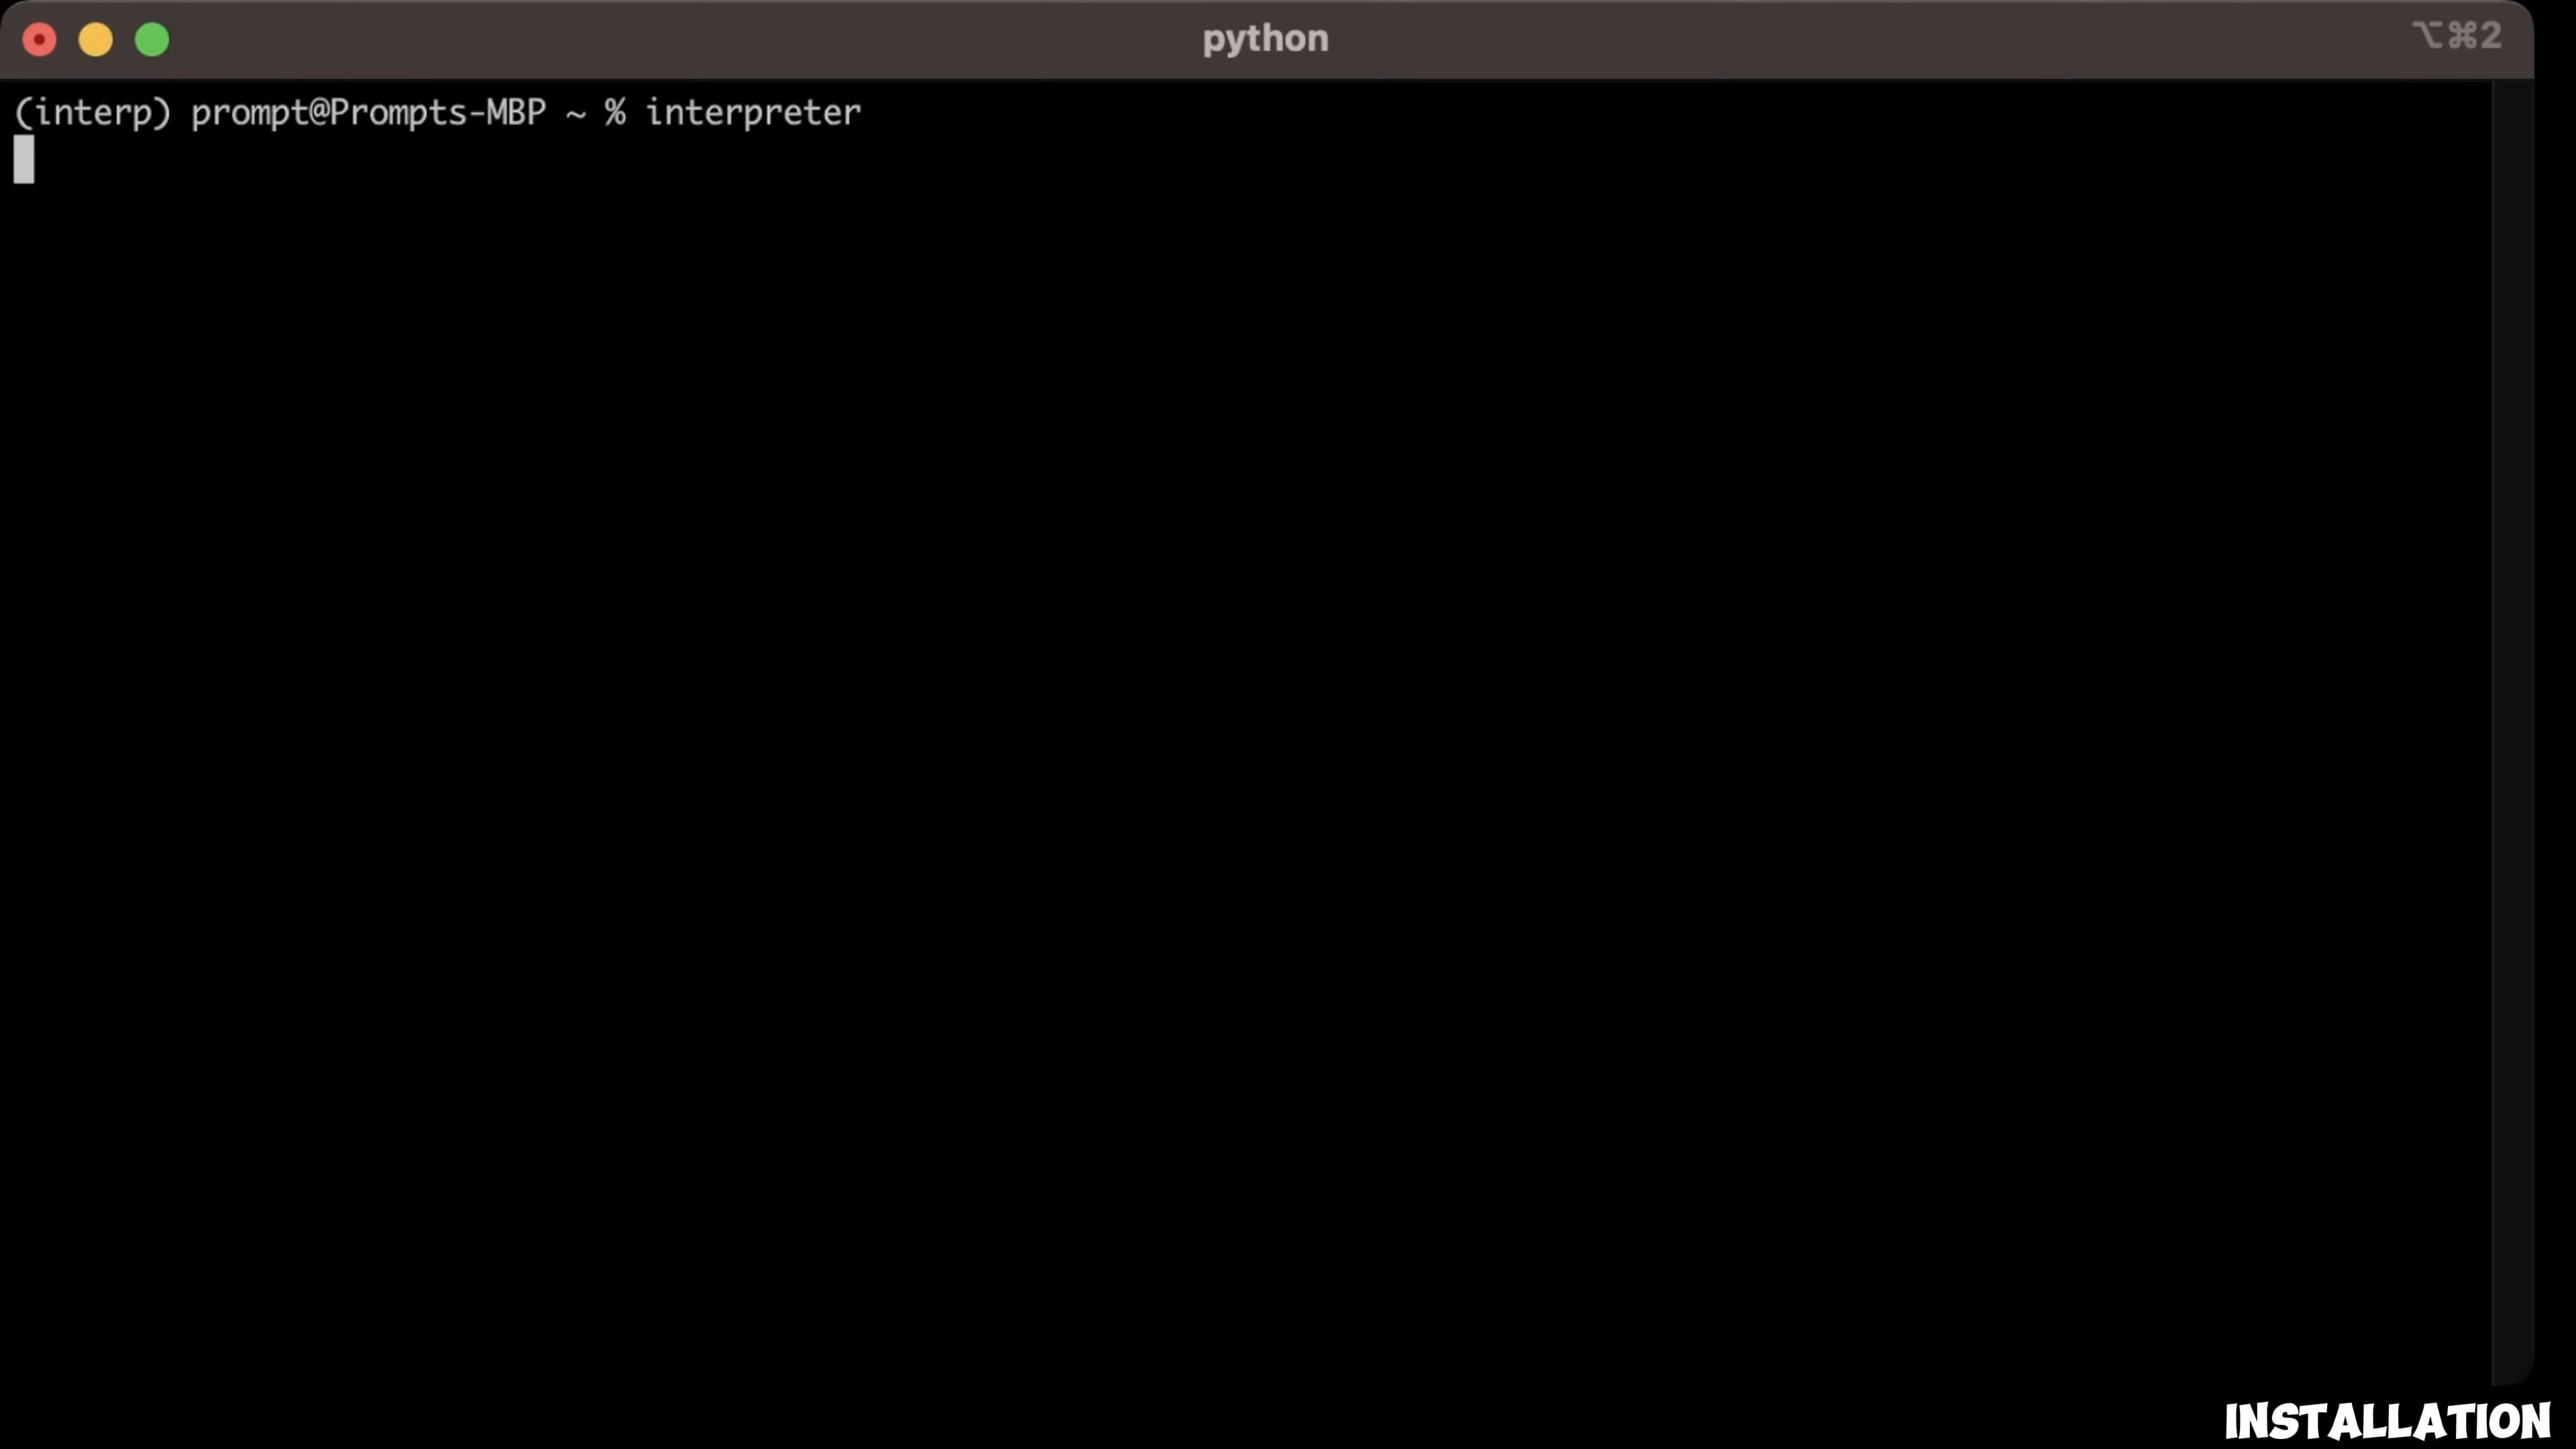 python
⌥⌘2
(interp) prompt@Prompts-MBP ~ % interpreter
INSTALLATION